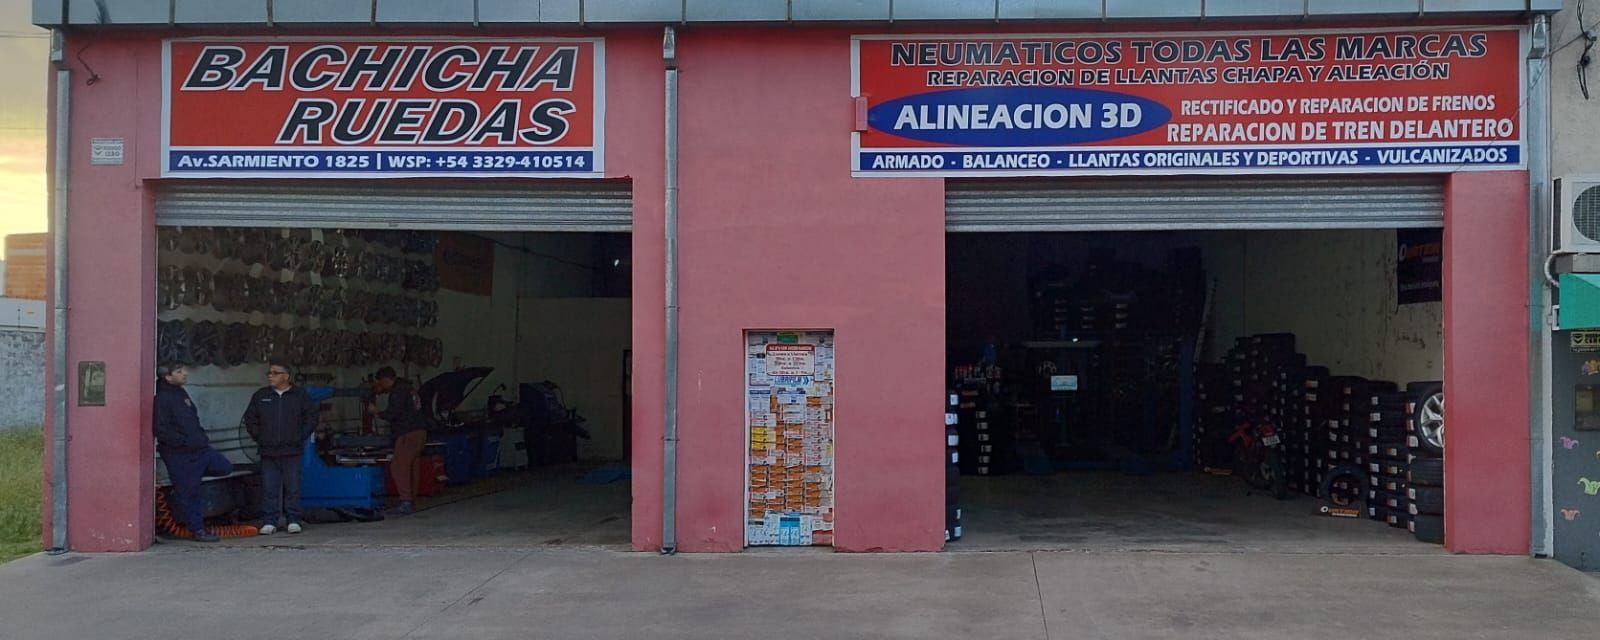 BACHICHA
RUEDAS
Av.SARMIENTO 1825 | WSP: +54 3329-410514
NEUMATICOS TODAS LAS MARCAS
REPARACION DE LLANTAS CHAPA Y ALEACIÓN
ALINEACION 3D
RECTIFICADO Y REPARACION DE FRENOS
REPARACION DE TREN DELANTERO
ARMADO - BALANCEO - LLANTAS ORIGINALES Y DEPORTIVAS - VULCANIZADOS